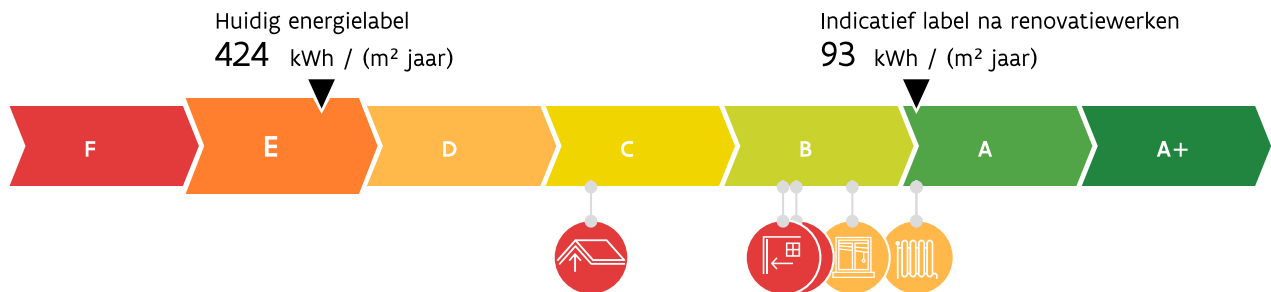 Huidig energielabel
424 kWh / (m² jaar)
Indicatief label na renovatiewerken
93 kWh / (m² jaar)
F E D C B A A+